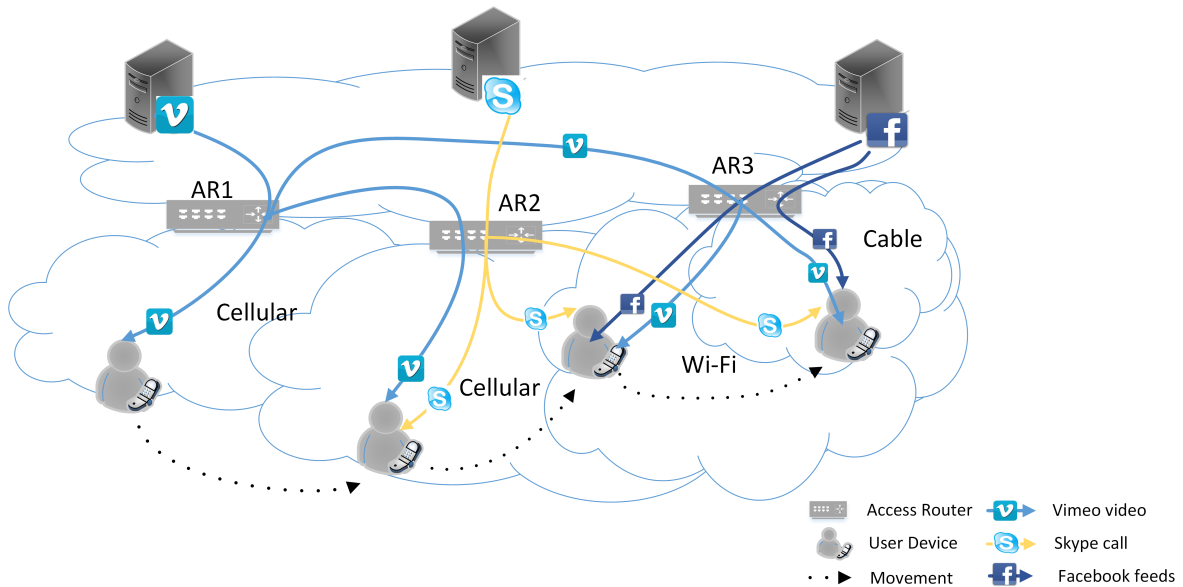 AR1
AR2
AR3
Cable
Cellular
Cellular
Wi-Fi
Access Router
Vimeo video
User Device
Skype call
Movement
Facebook feeds